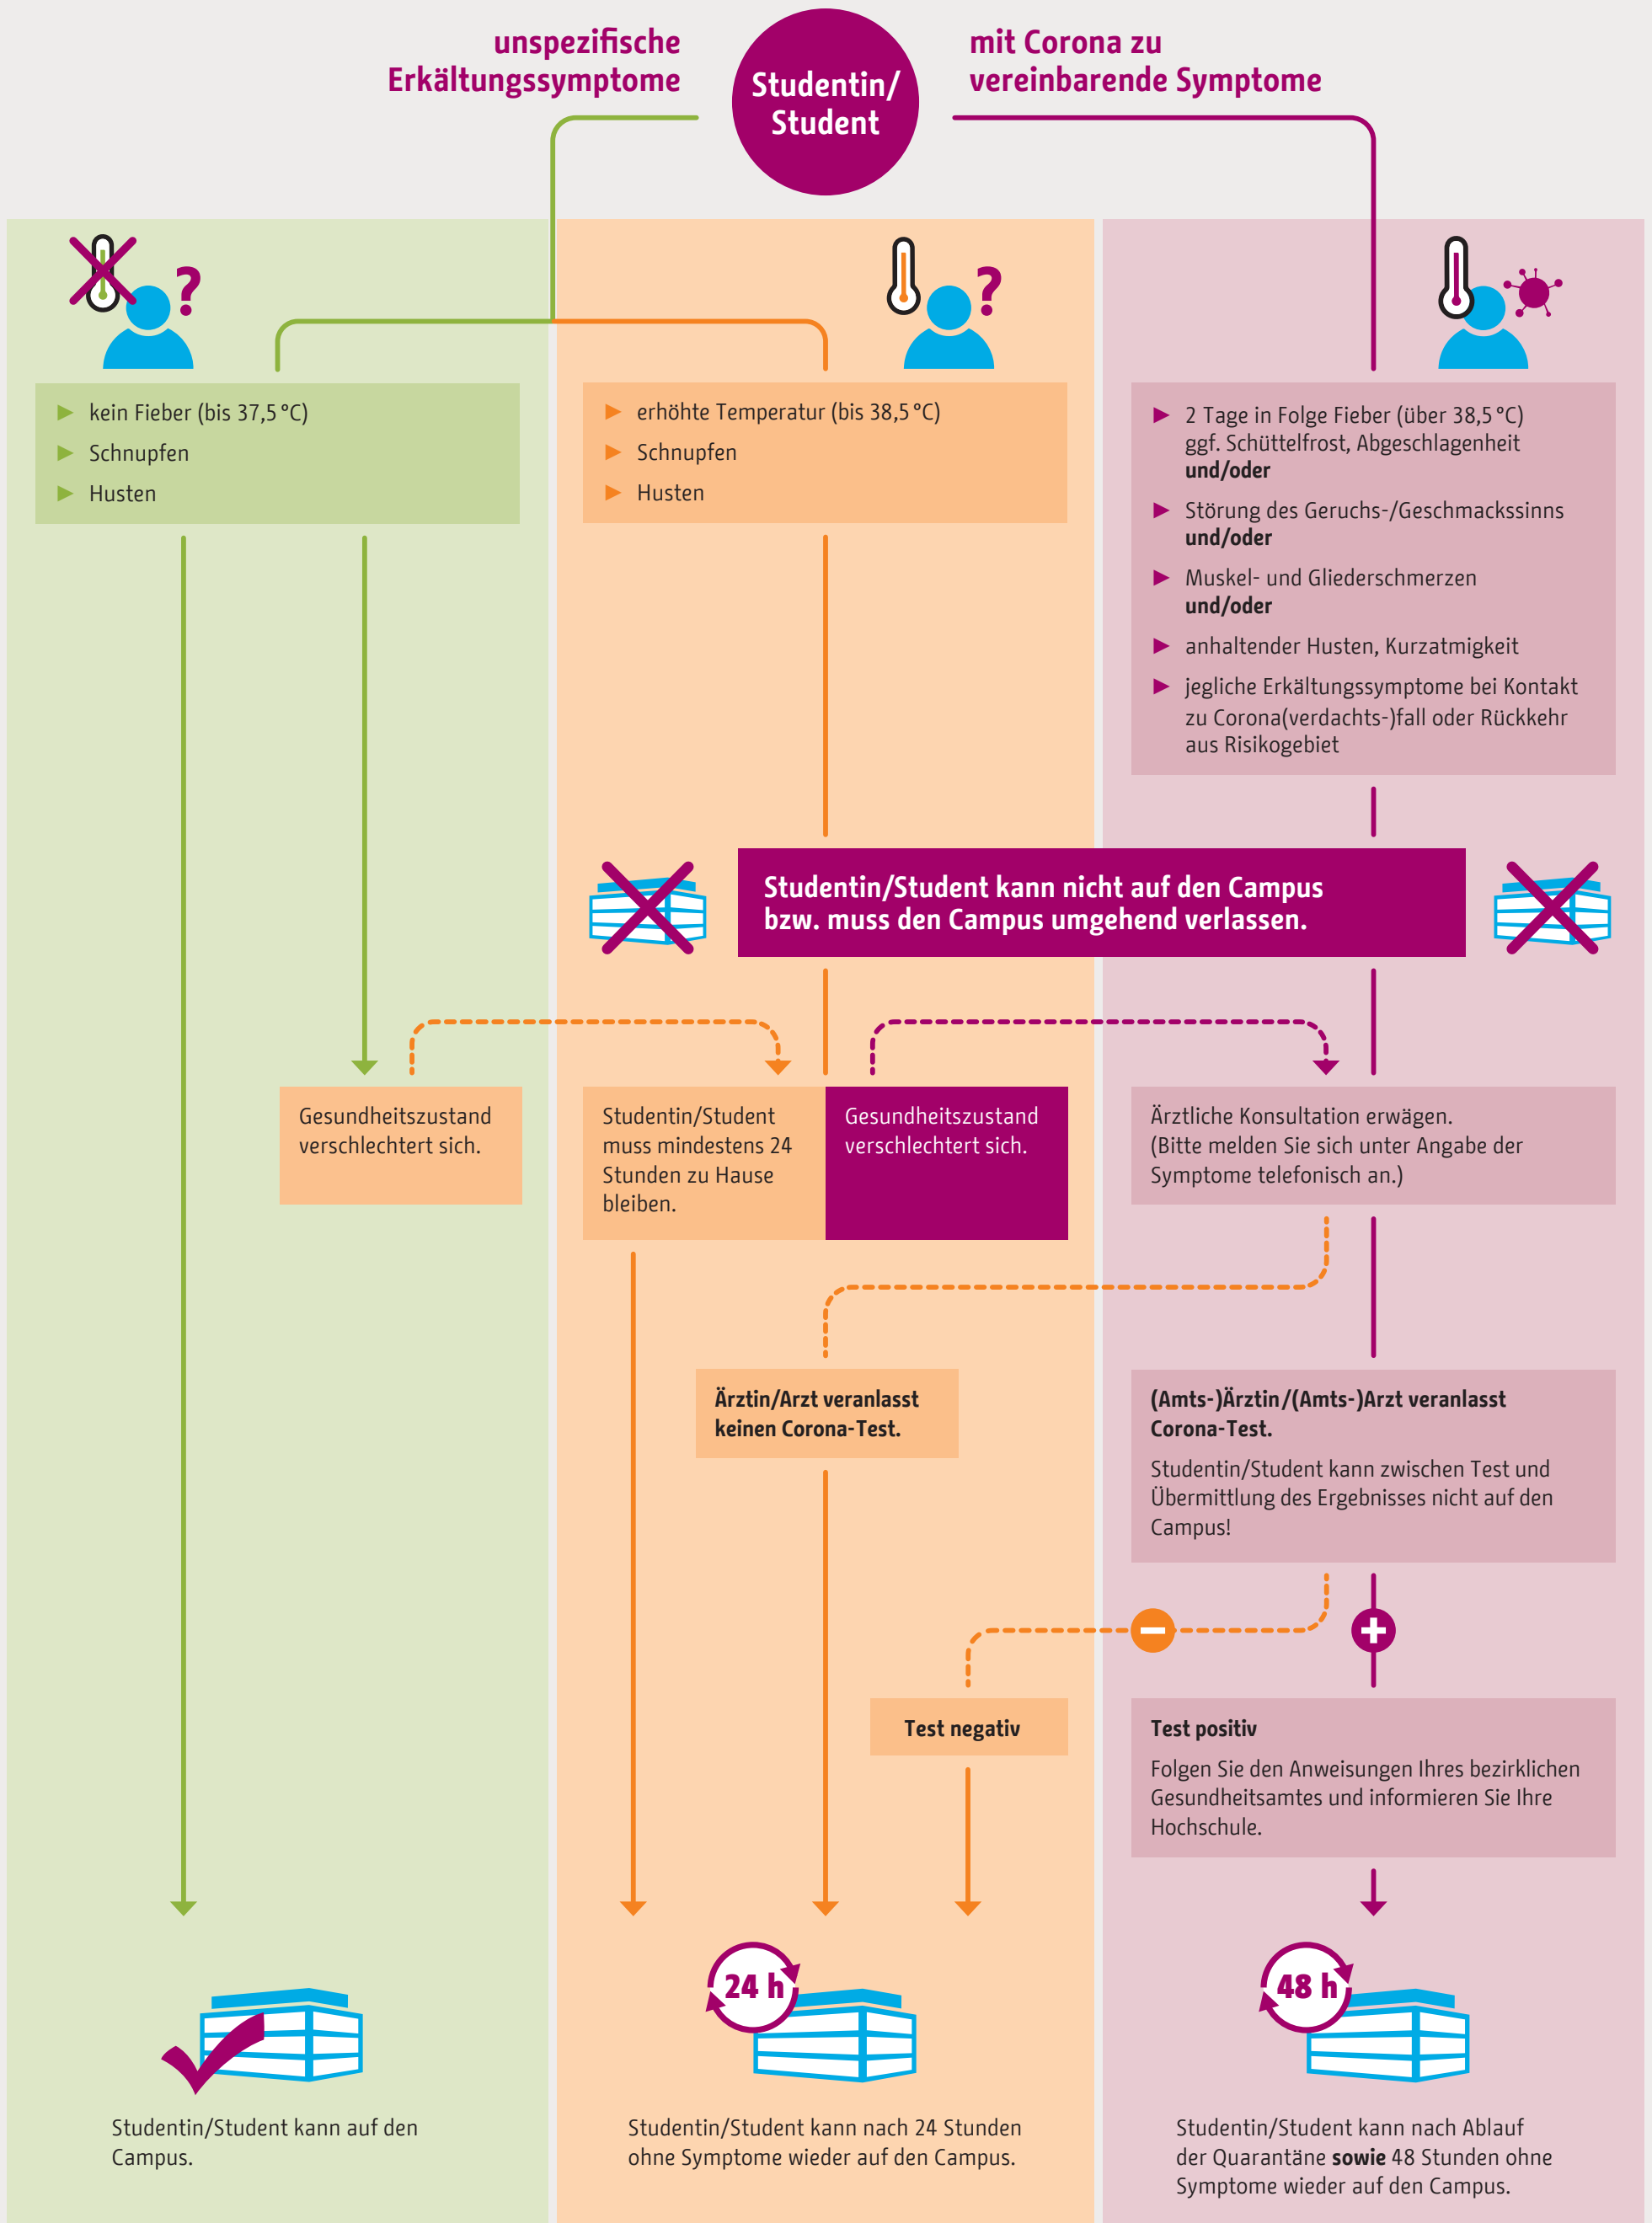 unspezifische
Erkältungssymptome
Studentin/
Student
mit Corona zu
vereinbarende Symptome
?
?
kein Fieber (bis 37,5 °C)
Schnupfen
Husten
erhöhte Temperatur (bis 38,5 °C)
Schnupfen
Husten
2 Tage in Folge Fieber (über 38,5 °C)
ggf. Schüttelfrost, Abgeschlagenheit
und/oder
Störung des Geruchs-/Geschmackssinns
und/oder
Muskel- und Gliederschmerzen
und/oder
anhaltender Husten, Kurzatmigkeit
jegliche Erkältungssymptome bei Kontakt
zu Corona(verdachts-)fall oder Rückkehr
aus Risikogebiet
Studentin/Student kann nicht auf den Campus
bzw. muss den Campus umgehend verlassen.
Gesundheitszustand
verschlechtert sich.
Studentin/Student
muss mindestens 24
Stunden zu Hause
bleiben.
Gesundheitszustand
verschlechtert sich.
Ärztliche Konsultation erwägen.
(Bitte melden Sie sich unter Angabe der
Symptome telefonisch an.)
Ärztin/Arzt veranlasst
keinen Corona-Test.
(Amts-)Ärztin/(Amts-)Arzt veranlasst
Corona-Test.
Studentin/Student kann zwischen Test und
Übermittlung des Ergebnisses nicht auf den
Campus!
Test negativ
Test positiv
Folgen Sie den Anweisungen Ihres bezirklichen
Gesundheitsamtes und informieren Sie Ihre
Hochschule.
24 h
48 h
Studentin/Student kann auf den
Campus.
Studentin/Student kann nach 24 Stunden
ohne Symptome wieder auf den Campus.
Studentin/Student kann nach Ablauf
der Quarantäne sowie 48 Stunden ohne
Symptome wieder auf den Campus.